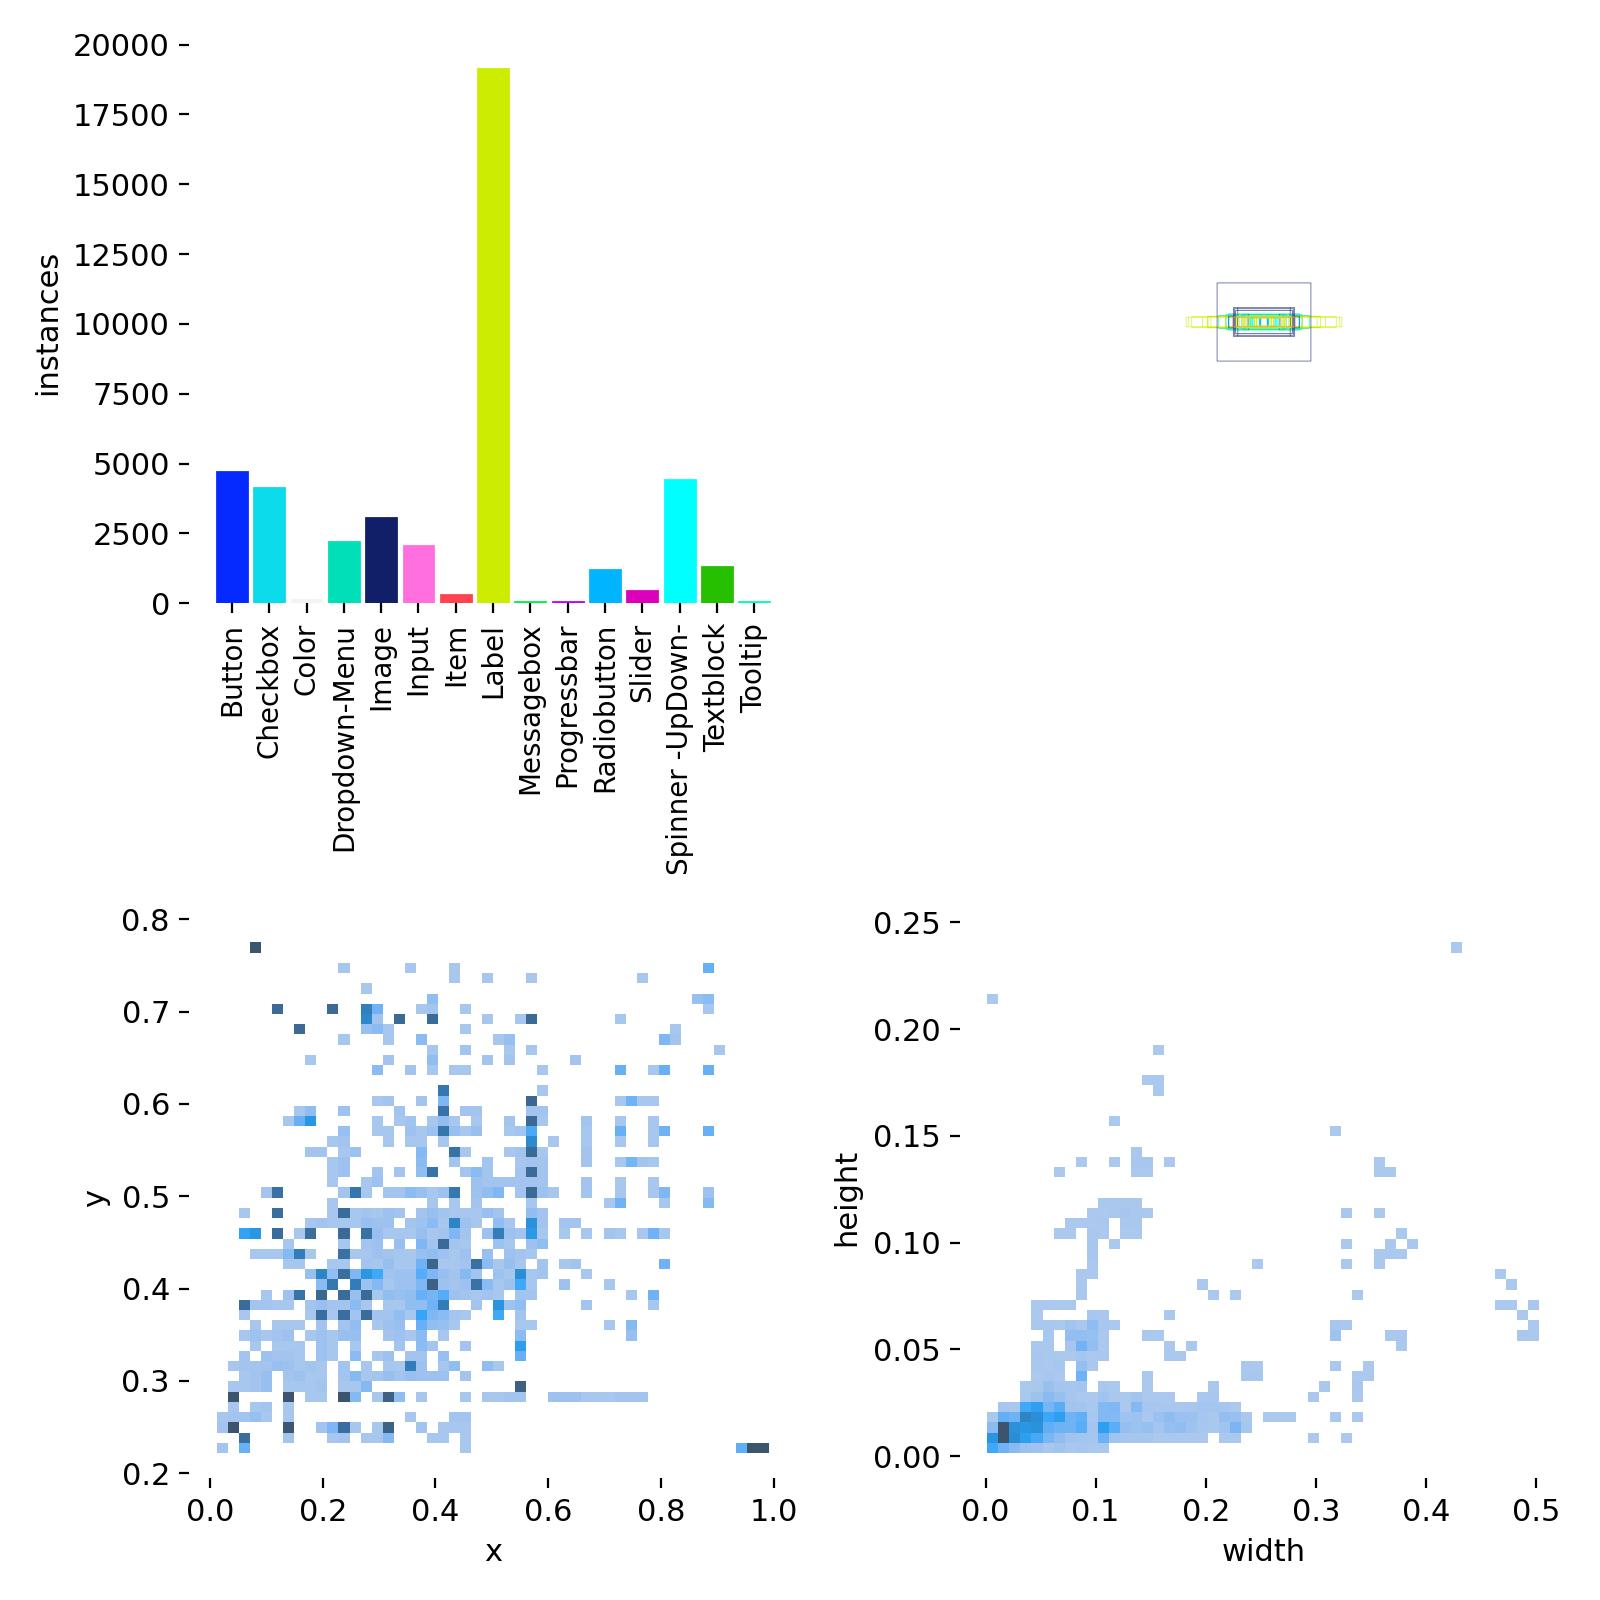 20000
17500
15000
12500
10000
7500
5000
2500
0
instances
Button
Checkbox
Color
Dropdown-Menu
Image
Input
Item
Label
Messagebox
Progressbar
Radiobutton
Slider
Spinner -UpDown-
Textblock
Tooltip
0.8
0.7
0.6
0.5
0.4
0.3
0.2
y
0.0 0.2 0.4 0.6 0.8 1.0
x
0.25
0.20
0.15
0.10
0.05
0.00
height
0.0 0.1 0.2 0.3 0.4 0.5
width